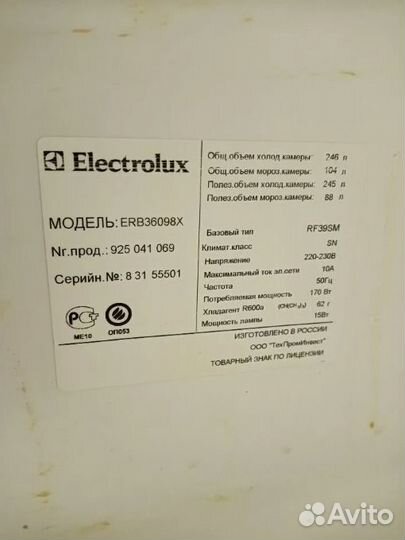 Electrolux
МОДЕЛЬ: ERB36098X
Nr.прод.: 925 041 069
Серийн.№: 8 31 55501
МЕ10
ОП053
Общ.объем холод.камеры: 246 л
Общ.объем мороз.камеры: 104 л
Полез.объем холод.камеры: 245 л
Полез.объем мороз.камеры: 88 л
Базовый тип RF39SM
Климат.класс SN
Напряжение 220-230В
Максимальный ток эл.сети 10А
Частота 50Гц
Потребляемая мощность 170 Вт
Хладагент R600a 62 г
Мощность лампы 15Вт
ИЗГОТОВЛЕНО В РОССИИ
ООО "ТехПромИнвест"
ТОВАРНЫЙ ЗНАК ПО ЛИЦЕНЗИИ
Avito